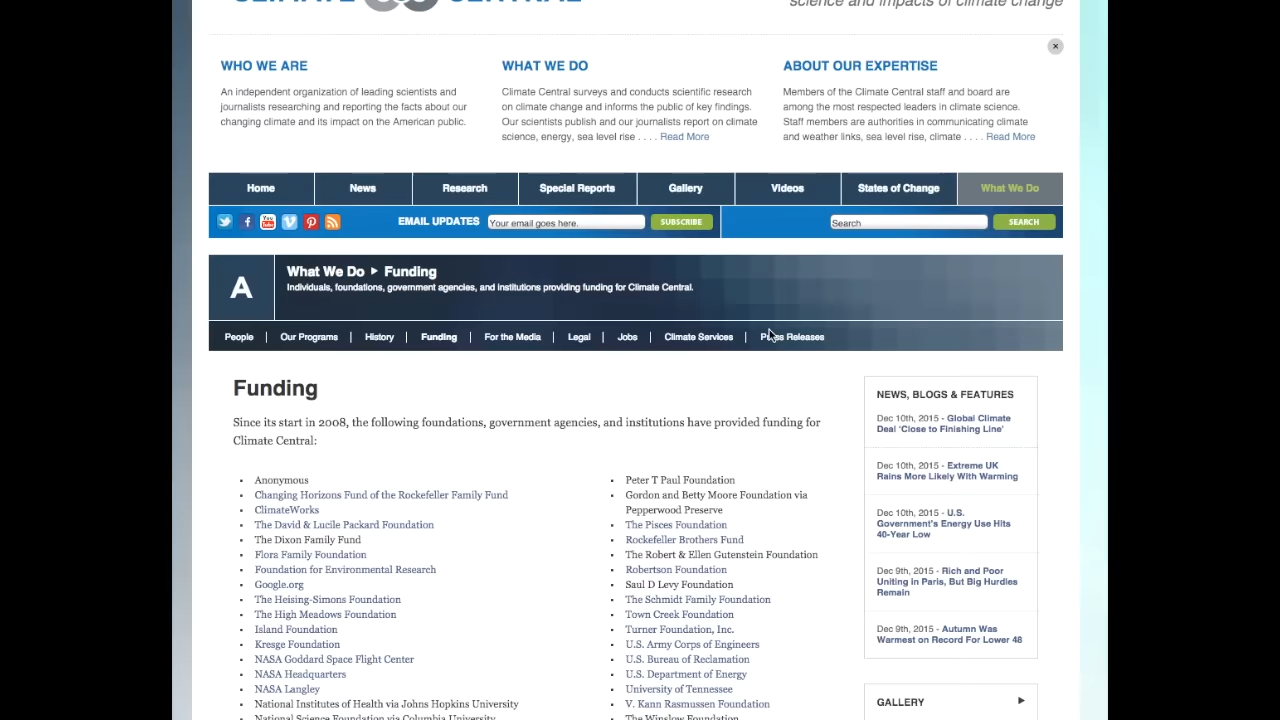 CLIMATE CENTRAL
science and impacts of climate change
WHO WE ARE
An independent organization of leading scientists and
journalists researching and reporting the facts about our
changing climate and its impact on the American public.
WHAT WE DO
Climate Central surveys and conducts scientific research
on climate change and informs the public of key findings.
Our scientists publish and our journalists report on climate
science, energy, sea level rise . . . . Read More
ABOUT OUR EXPERTISE
Members of the Climate Central staff and board are
among the most respected leaders in climate science.
Staff members are authorities in communicating climate
and weather links, sea level rise, climate . . . . Read More
Home
News
Research
Special Reports
Gallery
Videos
States of Change
What We Do
You Tube
EMAIL UPDATES
Your email goes here.
SUBSCRIBE
Search
SEARCH
A
What We Do ▸ Funding
Individuals, foundations, government agencies, and institutions providing funding for Climate Central.
People | Our Programs | History | Funding | For the Media | Legal | Jobs | Climate Services | Press Releases
Funding
Since its start in 2008, the following foundations, government agencies, and institutions have provided funding for
Climate Central:
Anonymous
Changing Horizons Fund of the Rockefeller Family Fund
ClimateWorks
The David & Lucile Packard Foundation
The Dixon Family Fund
Flora Family Foundation
Foundation for Environmental Research
Google.org
The Heising-Simons Foundation
The High Meadows Foundation
Island Foundation
Kresge Foundation
NASA Goddard Space Flight Center
NASA Headquarters
NASA Langley
National Institutes of Health via Johns Hopkins University
National Science Foundation via Columbia University
Peter T Paul Foundation
Gordon and Betty Moore Foundation via
Pepperwood Preserve
The Pisces Foundation
Rockefeller Brothers Fund
The Robert & Ellen Gutenstein Foundation
Robertson Foundation
Saul D Levy Foundation
The Schmidt Family Foundation
Town Creek Foundation
Turner Foundation, Inc.
U.S. Army Corps of Engineers
U.S. Bureau of Reclamation
U.S. Department of Energy
University of Tennessee
V. Kann Rasmussen Foundation
The Winslow Foundation
NEWS, BLOGS & FEATURES
Dec 10th, 2015 - Global Climate
Deal 'Close to Finishing Line'
Dec 10th, 2015 - Extreme UK
Rains More Likely With Warming
Dec 10th, 2015 - U.S.
Government's Energy Use Hits
40-Year Low
Dec 9th, 2015 - Rich and Poor
Uniting in Paris, But Big Hurdles
Remain
Dec 9th, 2015 - Autumn Was
Warmest on Record For Lower 48
GALLERY